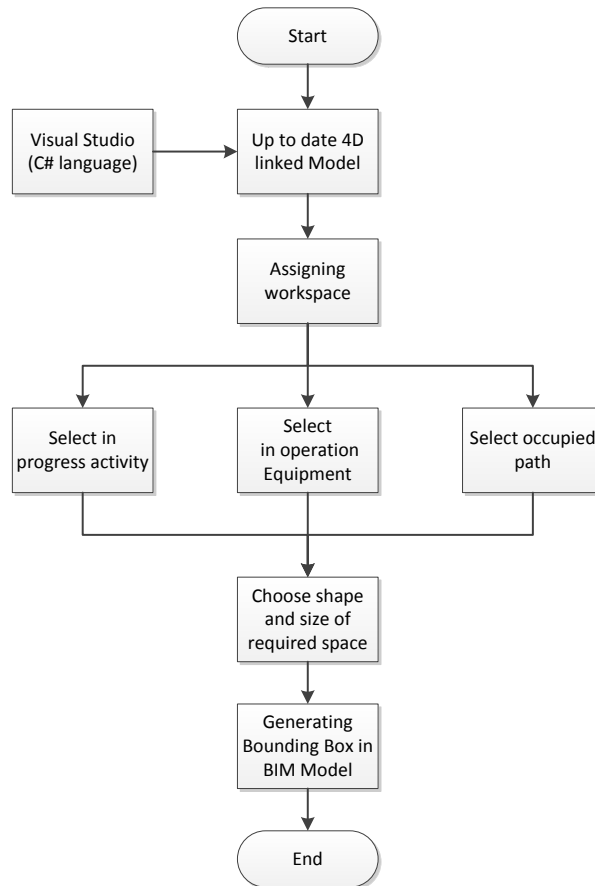 Start
Visual Studio
(C# language)
Up to date 4D
linked Model
Assigning
workspace
Select in
progress activity
Select
in operation
Equipment
Select occupied
path
Choose shape
and size of
required space
Generating
Bounding Box in
BIM Model
End